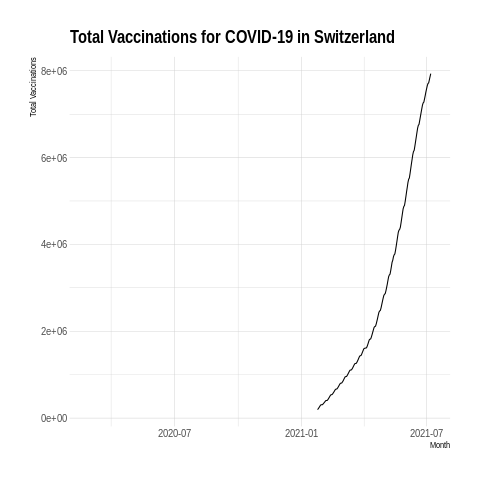 Total Vaccinations for COVID-19 in Switzerland
Total Vaccinations
8e+06
6e+06
4e+06
2e+06
0e+00
2020-07
2021-01
2021-07
Month